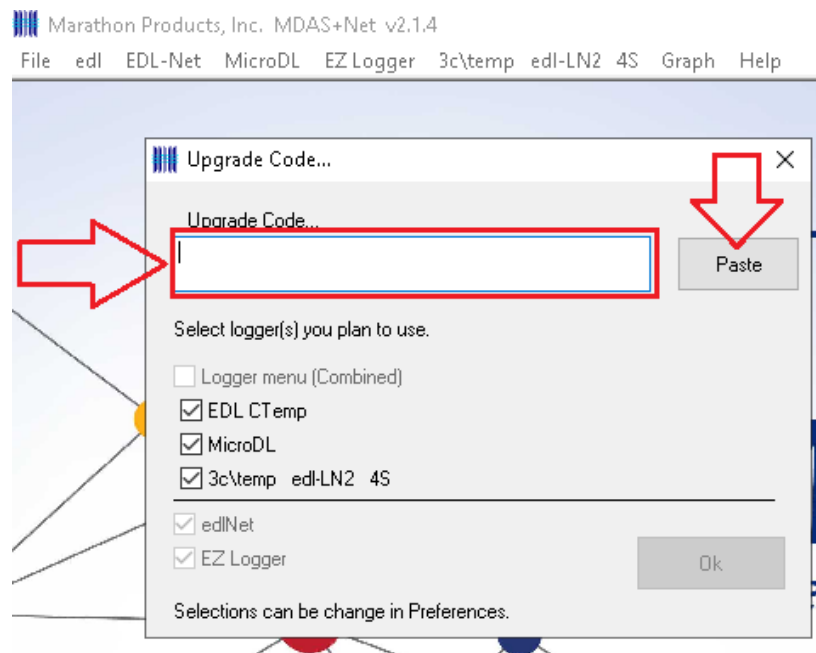 Marathon Products, Inc. MDAS+Net v2.1.4
File edl EDL-Net MicroDL EZ Logger 3c\temp edl-LN2 4S Graph Help
Upgrade Code...
Upgrade Code...
Paste
Select logger(s) you plan to use.
Logger menu (Combined)
EDL CTemp
MicroDL
3c\temp edl-LN2 4S
edlNet
EZ Logger
Ok
Selections can be change in Preferences.